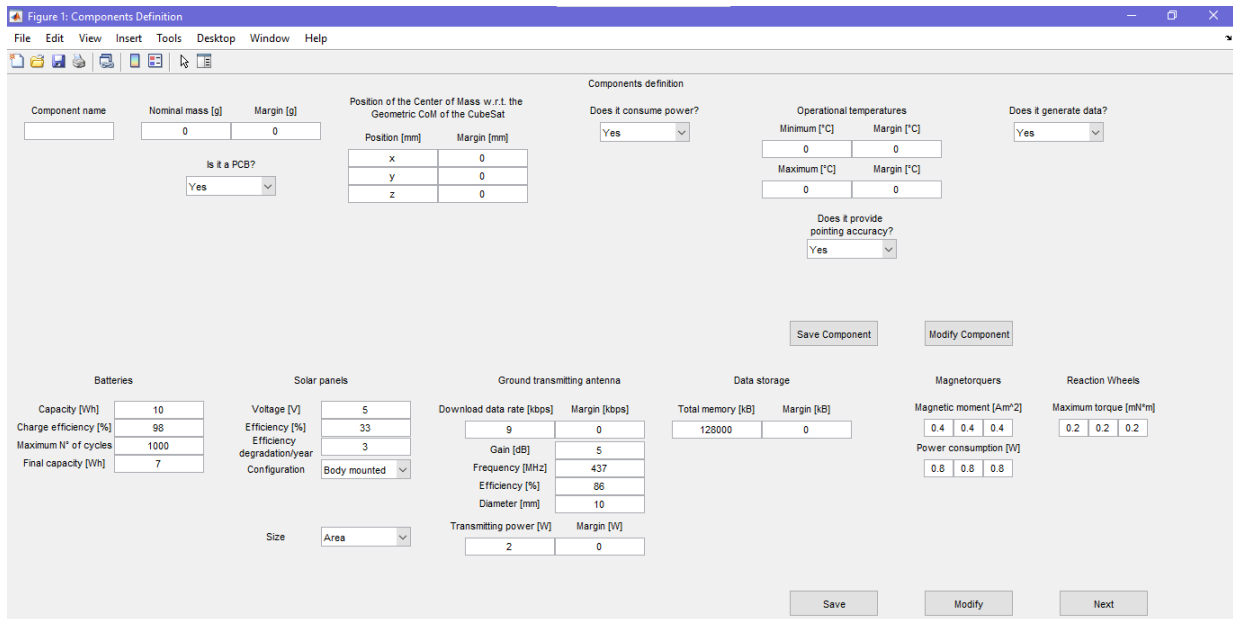 Figure 1: Components Definition
File Edit View Insert Tools Desktop Window Help
Components definition
Component name
Nominal mass [g] Margin [g]
0 0
Is it a PCB?
Yes
Position of the Center of Mass w.r.t. the
Geometric CoM of the CubeSat
Position [mm] Margin [mm]
x 0
y 0
z 0
Does it consume power?
Yes
Operational temperatures
Minimum [°C] Margin [°C]
0 0
Maximum [°C] Margin [°C]
0 0
Does it provide
pointing accuracy?
Yes
Does it generate data?
Yes
Save Component Modify Component
Batteries
Capacity [Wh] 10
Charge efficiency [%] 98
Maximum N° of cycles 1000
Final capacity [Wh] 7
Solar panels
Voltage [V] 5
Efficiency [%] 33
Efficiency
degradation/year 3
Configuration Body mounted
Size Area
Ground transmitting antenna
Download data rate [kbps] Margin [kbps]
9 0
Gain [dB] 5
Frequency [MHz] 437
Efficiency [%] 86
Diameter [mm] 10
Transmitting power [W] Margin [W]
2 0
Data storage
Total memory [kB] Margin [kB]
128000 0
Magnetorquers
Magnetic moment [Am^2]
0.4 0.4 0.4
Power consumption [W]
0.8 0.8 0.8
Reaction Wheels
Maximum torque [mN*m]
0.2 0.2 0.2
Save Modify Next